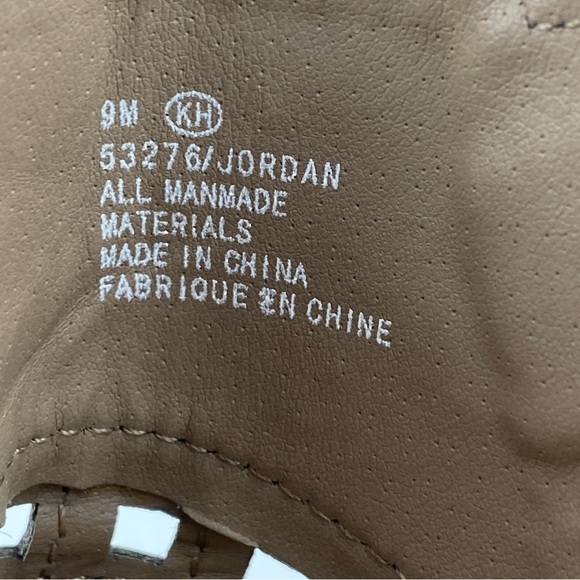 9M KH
53276/JORDAN
ALL MANMADE
MATERIALS
MADE IN CHINA
FABRIQUE EN CHINE